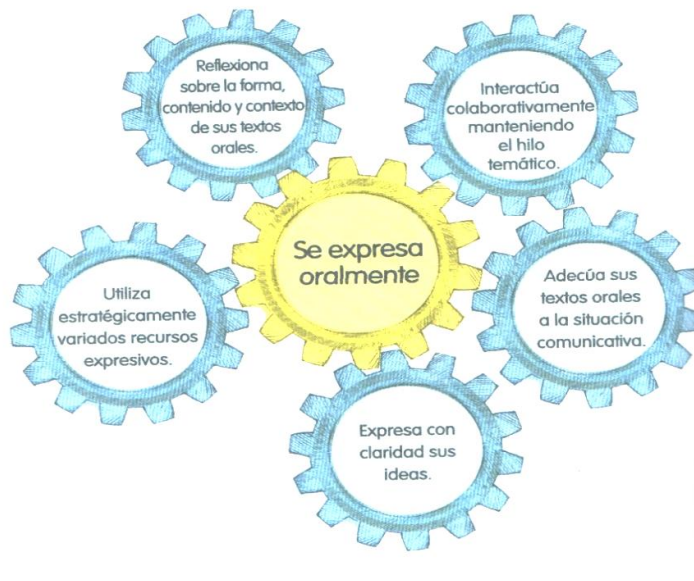 Reflexiona
sobre la forma,
contenido y contexto
de sus textos
orales.
Interactúa
colaborativamente
manteniendo
el hilo
temático.
Se expresa
oralmente
Adecúa sus
textos orales
a la situación
comunicativa.
Utiliza
estratégicamente
variados recursos
expresivos.
Expresa con
claridad sus
ideas.